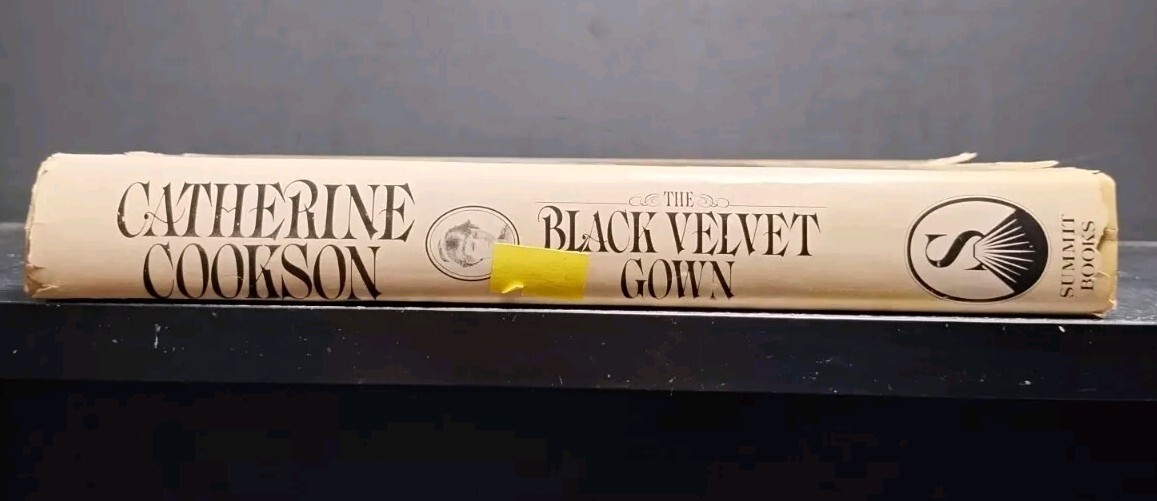 CATHERINE
COOKSON
THE
BLACK VELVET
GOWN
S
SUMMIT
BOOKS